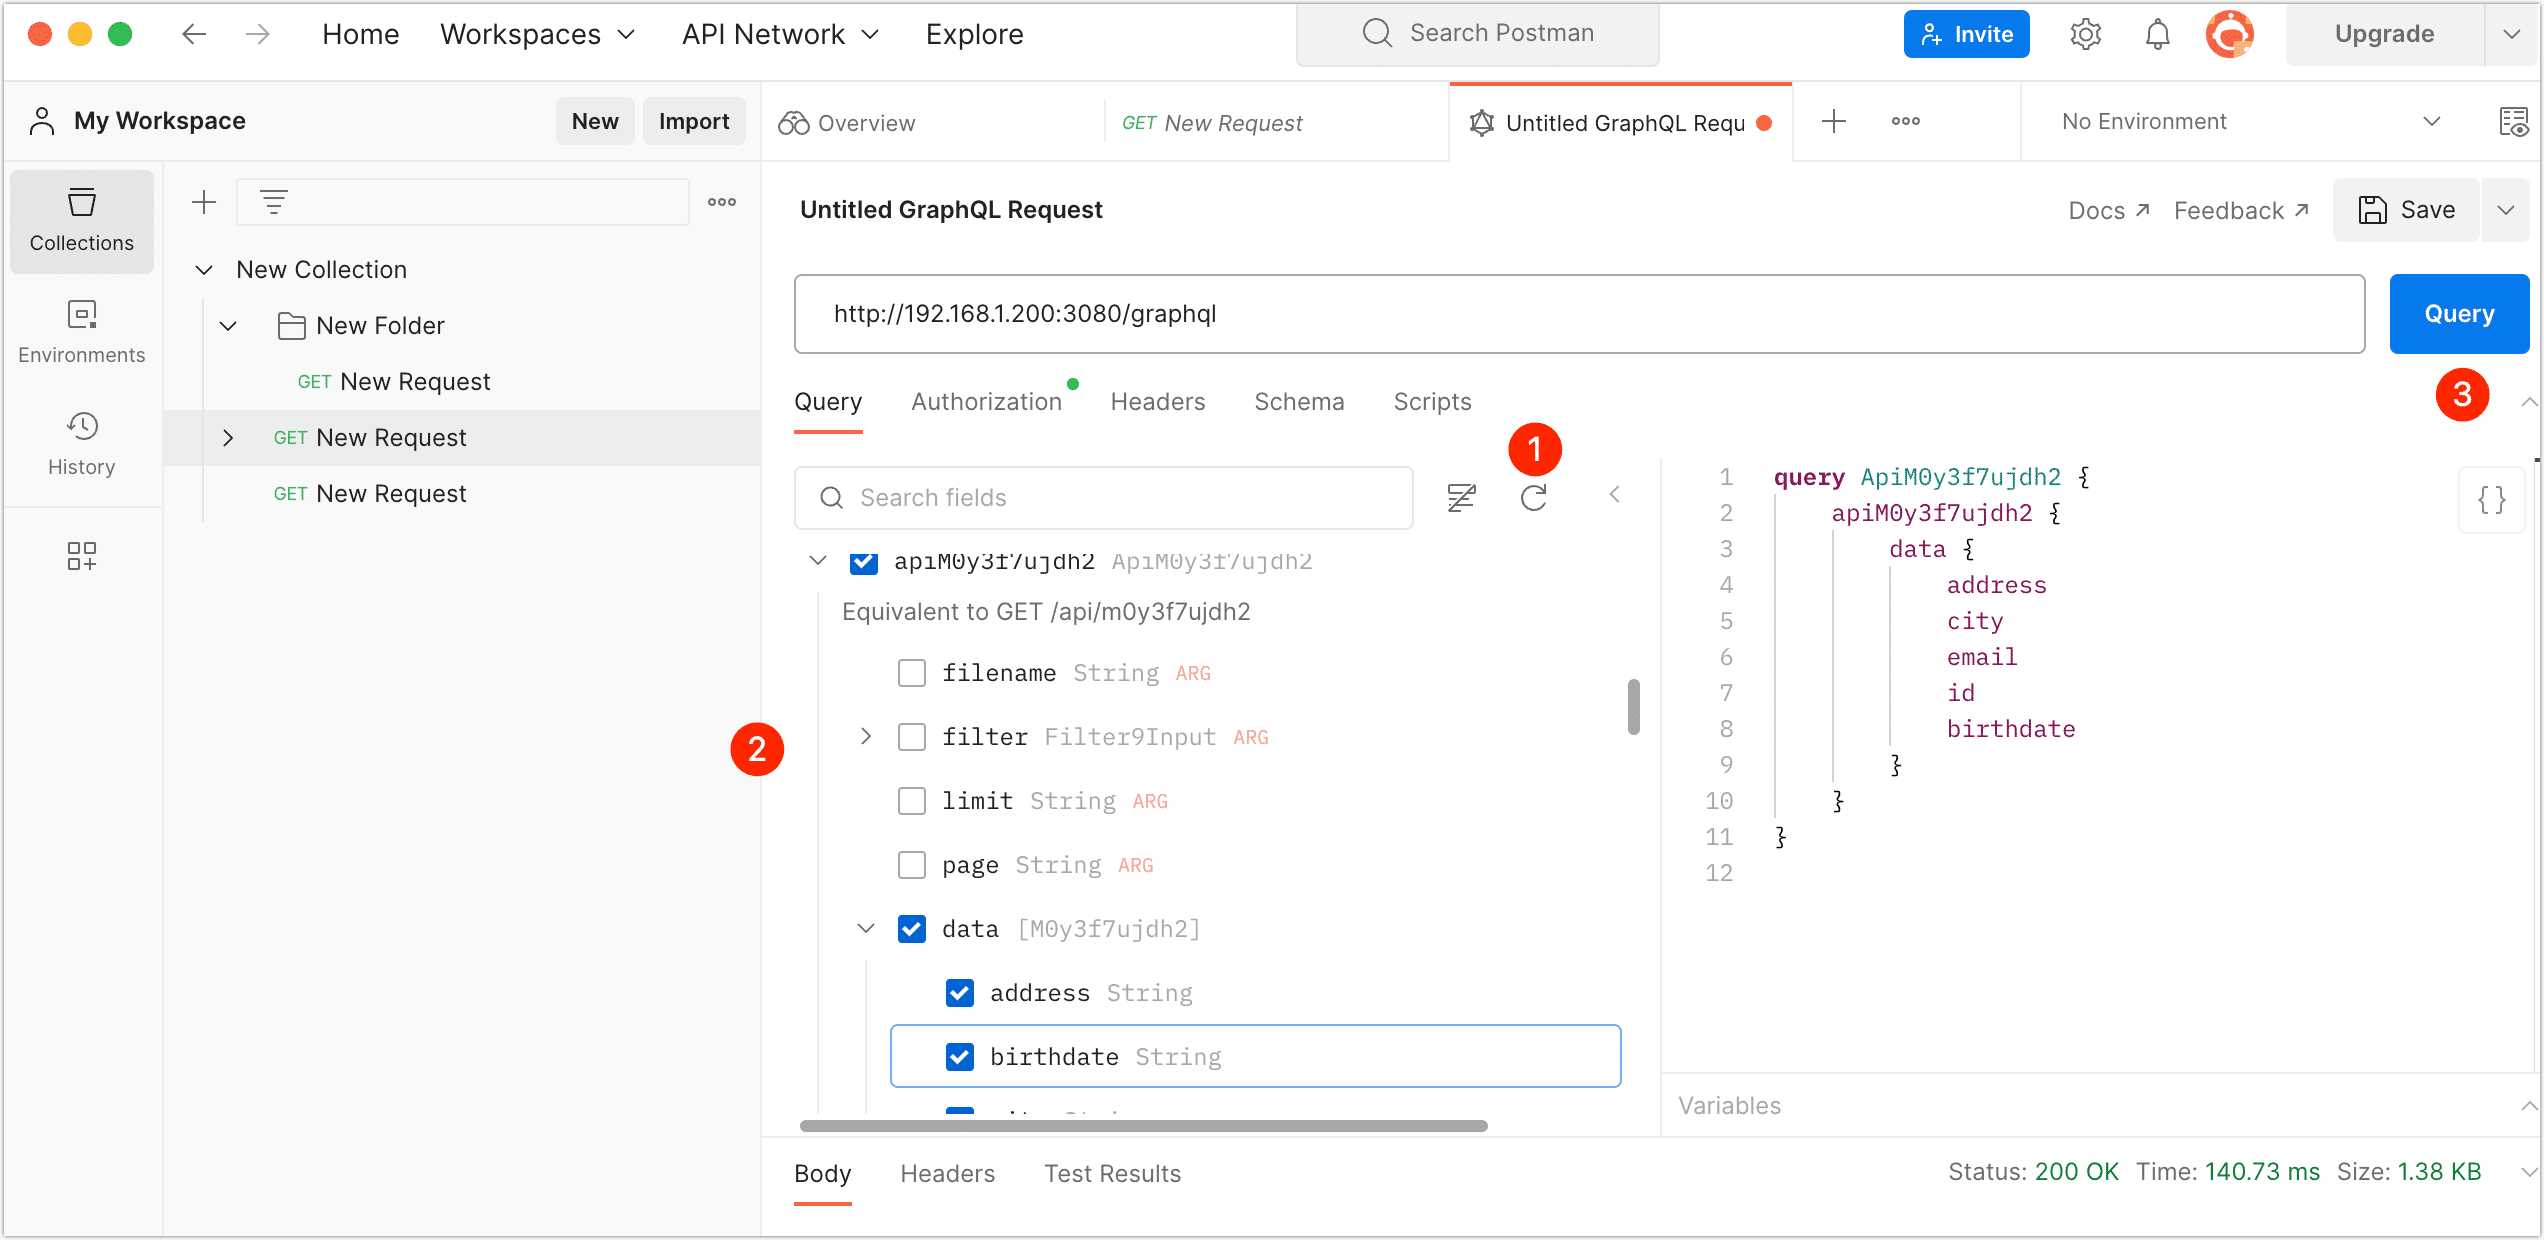 Home Workspaces API Network Explore Search Postman Invite Upgrade
My Workspace New Import
Overview GET New Request Untitled GraphQL Requ No Environment
Collections
Environments
History
New Collection
New Folder
GET New Request
GET New Request
GET New Request
Untitled GraphQL Request Docs Feedback Save
http://192.168.1.200:3080/graphql Query
Query Authorization Headers Schema Scripts
3
1
Search fields
apiM0y3f7ujdh2 ApiM0y3f7ujdh2
Equivalent to GET /api/m0y3f7ujdh2
filename String ARG
2
filter Filter9Input ARG
limit String ARG
page String ARG
data [M0y3f7ujdh2]
address String
birthdate String
1 query ApiM0y3f7ujdh2 {
2 apiM0y3f7ujdh2 {
3 data {
4 address
5 city
6 email
7 id
8 birthdate
9 }
10 }
11 }
12
{}
Variables
Body Headers Test Results
Status: 200 OK Time: 140.73 ms Size: 1.38 KB